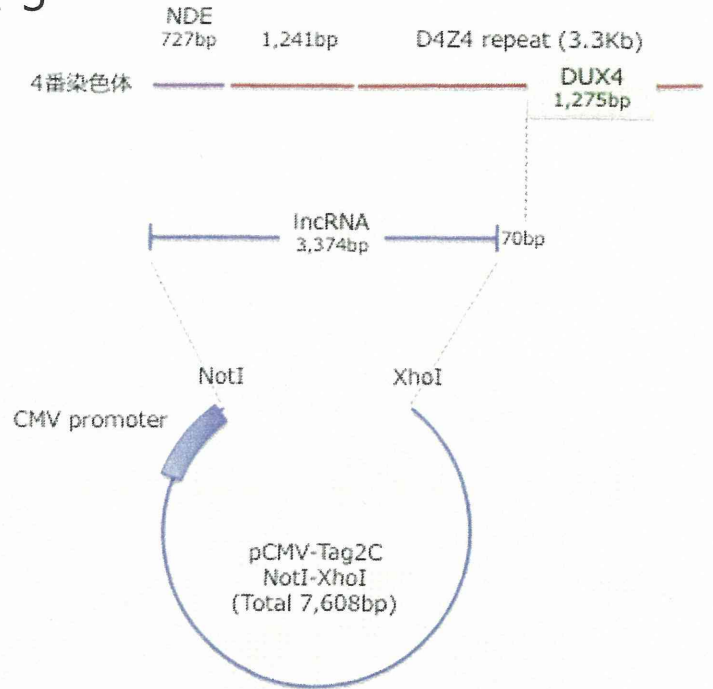 NDE
727bp
1,241bp
D4Z4 repeat (3.3Kb)
4番染色体
DUX4
1,275bp
lncRNA
3,374bp
70bp
NotI
XhoI
CMV promoter
pCMV-Tag2C
NotI-XhoI
(Total 7,608bp)